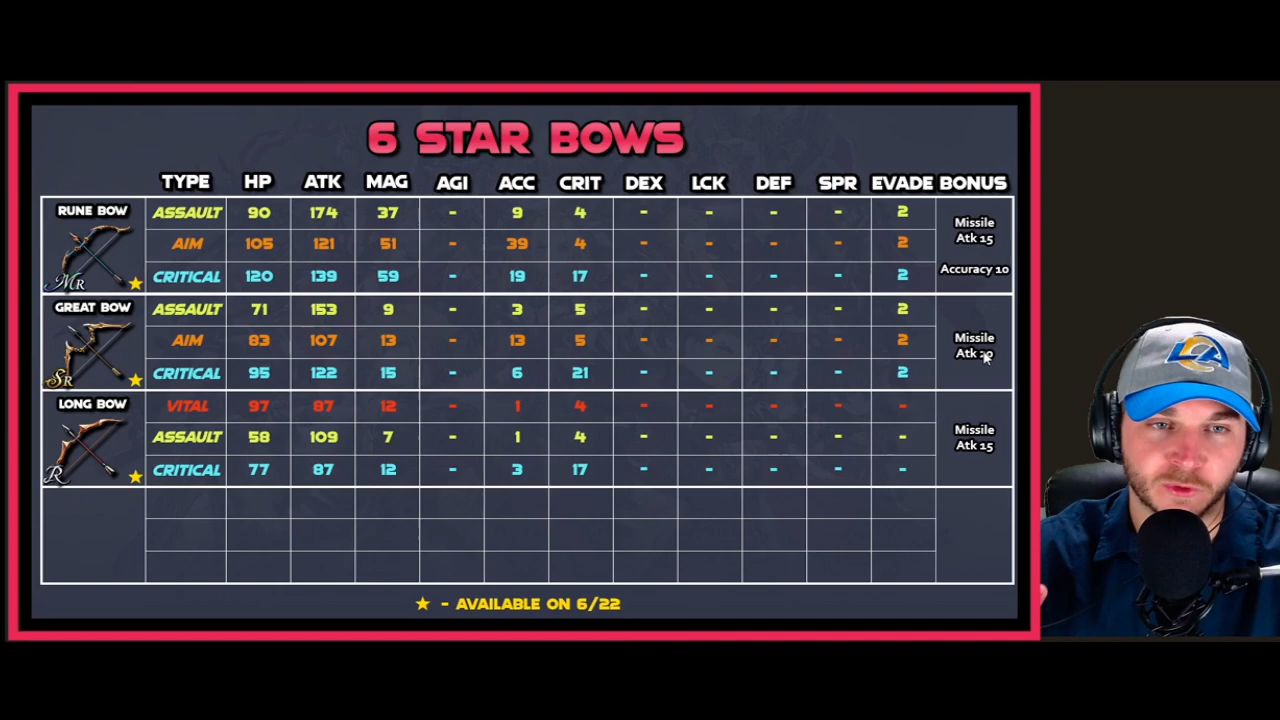 6 STAR BOWS
TYPE HP ATK MAG AGI ACC CRIT DEX LCK DEF SPR EVADE BONUS
RUNE BOW ASSAULT 90 174 37 - 9 4 - - - - 2
Missile
Atk 15
AIM 105 121 51 - 39 4 - - - - 2
Accuracy 10
MR CRITICAL 120 139 59 - 19 17 - - - - 2
GREAT BOW ASSAULT 71 153 9 - 3 5 - - - - 2
AIM 83 107 13 - 13 5 - - - - 2
Missile
Atk
SR CRITICAL 95 122 15 - 6 21 - - - - 2
LONG BOW VITAL 97 87 12 - 1 4 - - - - -
ASSAULT 58 109 7 - 1 4 - - - - -
Missile
Atk 15
R CRITICAL 77 87 12 - 3 17 - - - - -
★ - AVAILABLE ON 6/22
LA